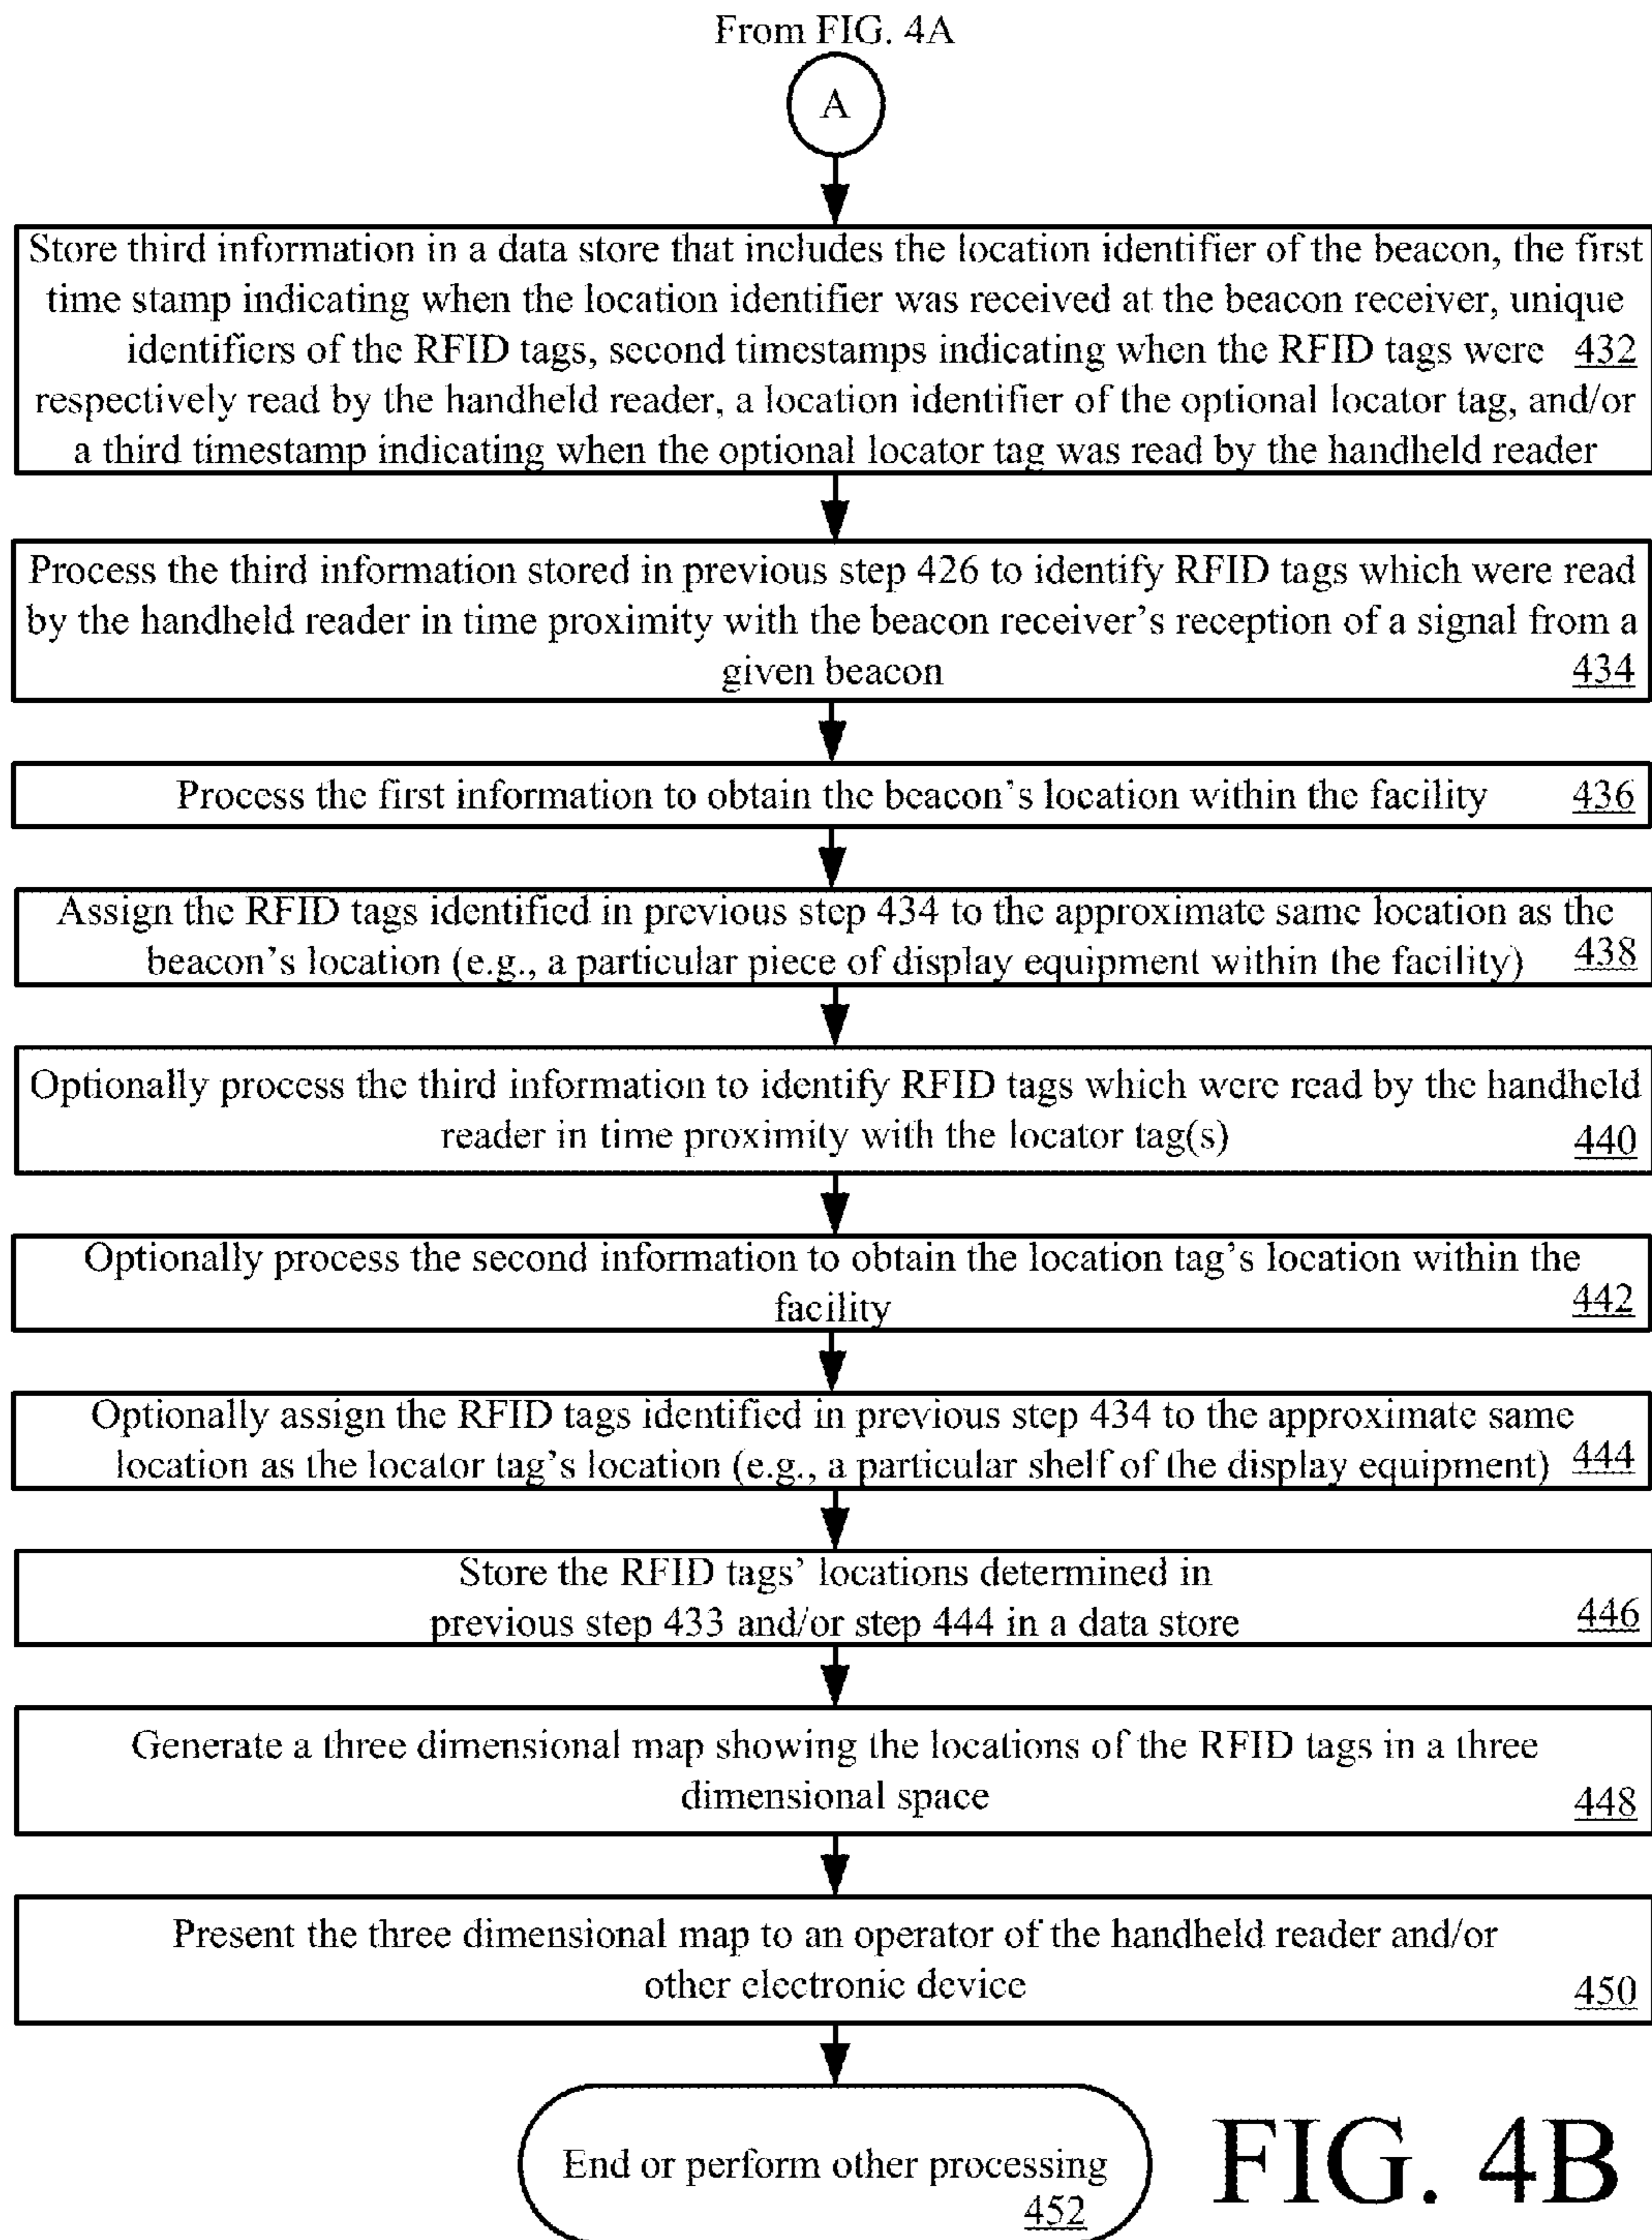 From FIG. 4A
A
Store third information in a data store that includes the location identifier of the beacon, the first
time stamp indicating when the location identifier was received at the beacon receiver, unique
identifiers of the RFID tags, second timestamps indicating when the RFID tags were 432
respectively read by the handheld reader, a location identifier of the optional locator tag, and/or
a third timestamp indicating when the optional locator tag was read by the handheld reader
Process the third information stored in previous step 426 to identify RFID tags which were read
by the handheld reader in time proximity with the beacon receiver's reception of a signal from a
given beacon 434
Process the first information to obtain the beacon's location within the facility 436
Assign the RFID tags identified in previous step 434 to the approximate same location as the
beacon's location (e.g., a particular piece of display equipment within the facility) 438
Optionally process the third information to identify RFID tags which were read by the handheld
reader in time proximity with the locator tag(s) 440
Optionally process the second information to obtain the location tag's location within the
facility 442
Optionally assign the RFID tags identified in previous step 434 to the approximate same
location as the locator tag's location (e.g., a particular shelf of the display equipment) 444
Store the RFID tags' locations determined in
previous step 433 and/or step 444 in a data store 446
Generate a three dimensional map showing the locations of the RFID tags in a three
dimensional space 448
Present the three dimensional map to an operator of the handheld reader and/or
other electronic device 450
End or perform other processing
452
FIG. 4B